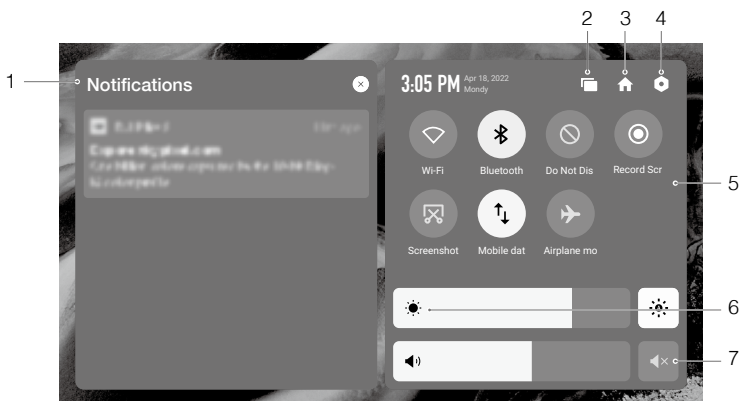 2 3 4
1
Notifications
3:05 PM
Apr 18, 2022
Mondy
Wi-Fi Bluetooth Do Not Dis Record Scr
5
Screenshot Mobile dat Airplane mo
6
7